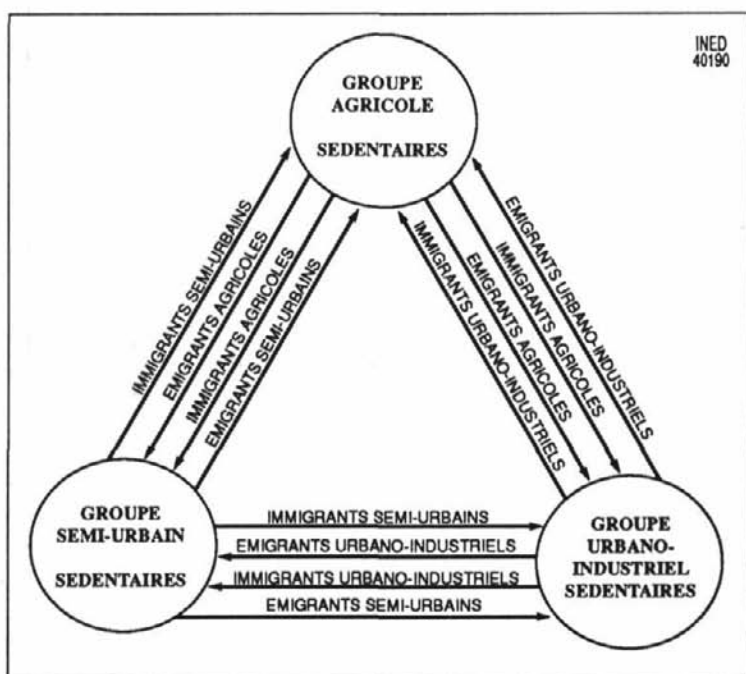 INED
40190
GROUPE
AGRICOLE
SEDENTAIRES
IMMIGRANTS SEMI-URBAINS
EMIGRANTS AGRICOLES
IMMIGRANTS AGRICOLES
EMIGRANTS SEMI-URBAINS
EMIGRANTS URBANO-INDUSTRIELS
IMMIGRANTS AGRICOLES
EMIGRANTS AGRICOLES
IMMIGRANTS URBANO-INDUSTRIELS
GROUPE
SEMI-URBAIN
SEDENTAIRES
IMMIGRANTS SEMI-URBAINS
EMIGRANTS URBANO-INDUSTRIELS
IMMIGRANTS URBANO-INDUSTRIELS
EMIGRANTS SEMI-URBAINS
GROUPE
URBANO-
INDUSTRIEL
SEDENTAIRES